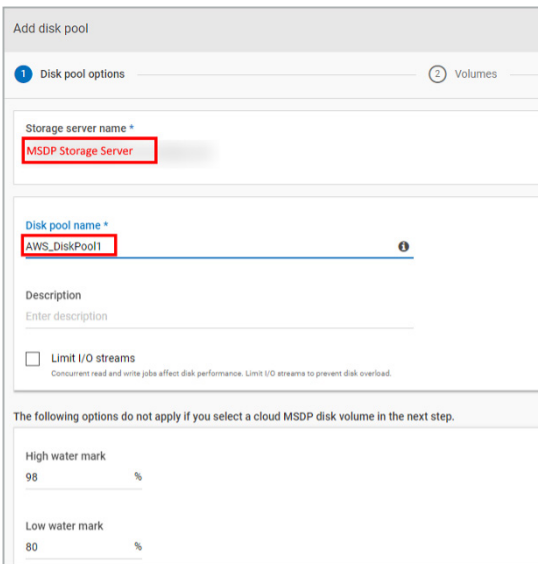 Add disk pool
1 Disk pool options
2 Volumes
Storage server name *
MSDP Storage Server
Disk pool name *
AWS_DiskPool1
Description
Enter description
Limit I/O streams
Concurrent read and write jobs affect disk performance. Limit I/O streams to prevent disk overload.
The following options do not apply if you select a cloud MSDP disk volume in the next step.
High water mark
98 %
Low water mark
80 %